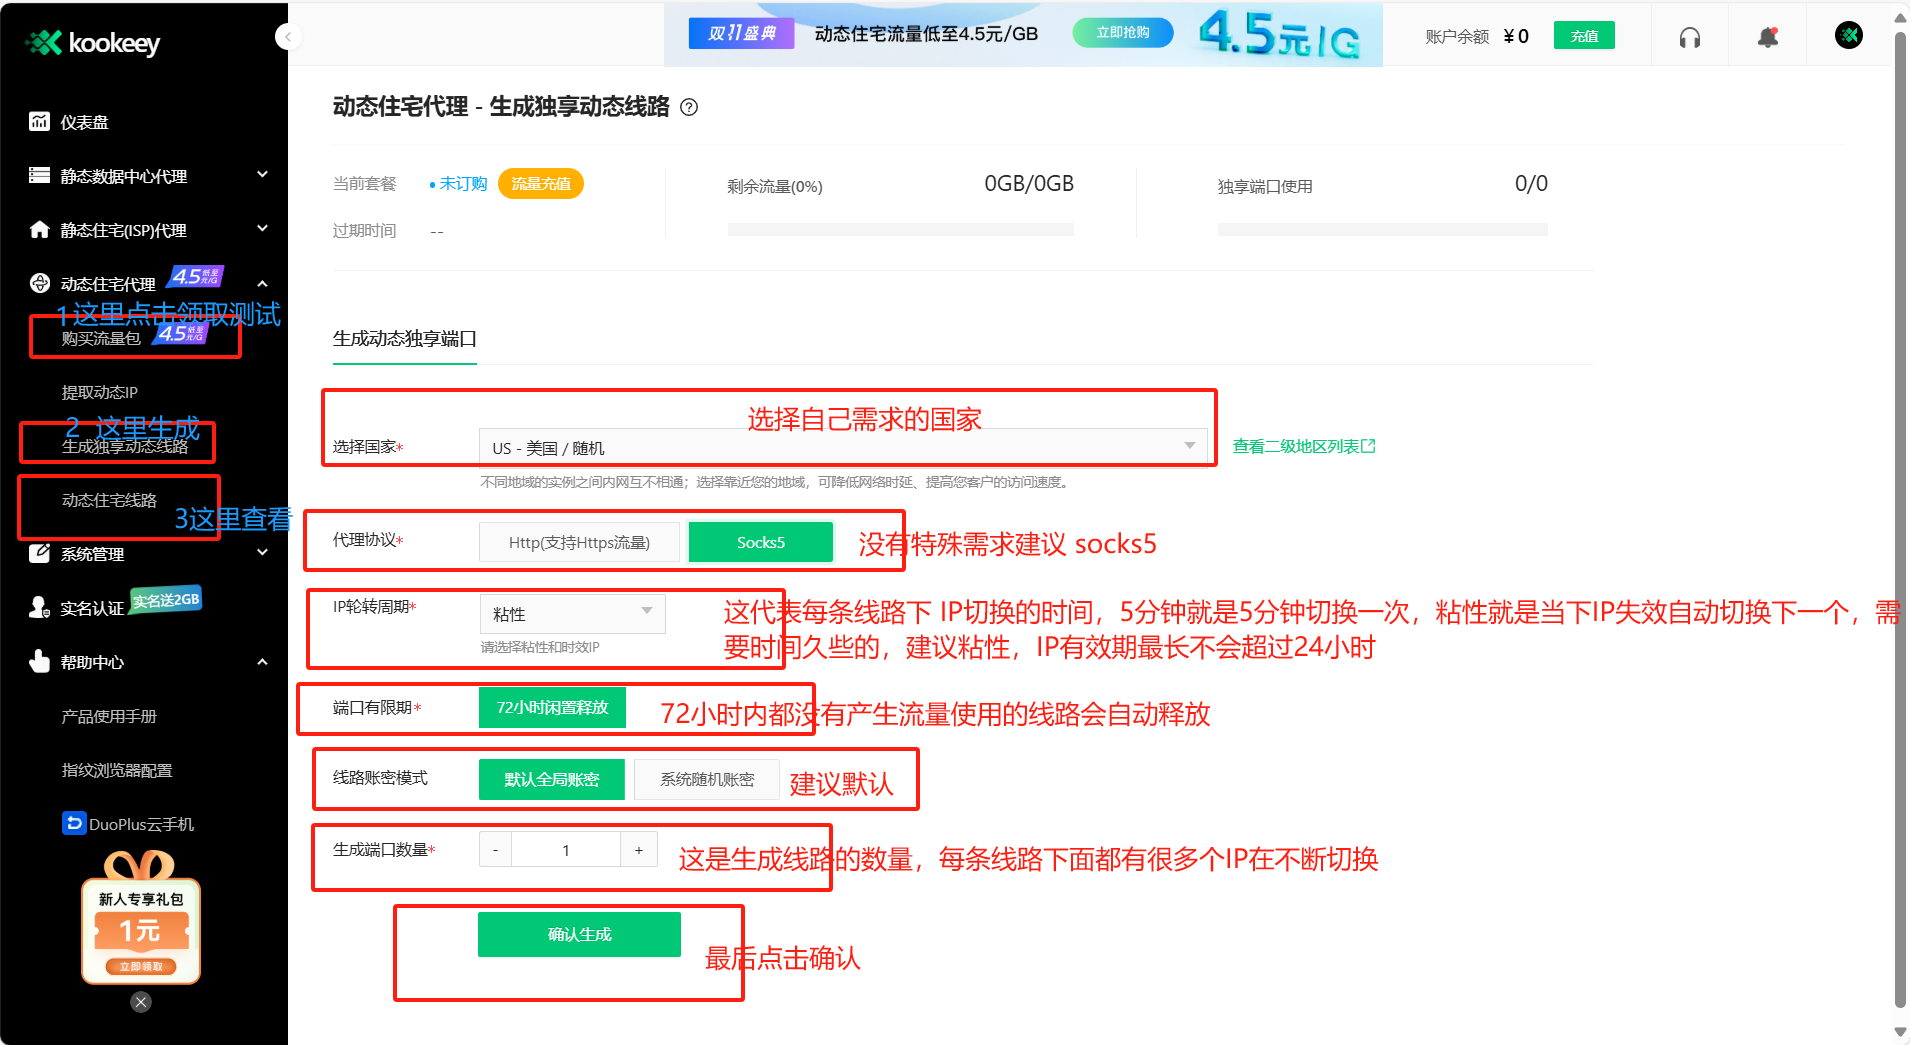 kookeey
双11盛典
动态住宅流量低至4.5元/GB
立即抢购
4.5元/G
账户余额 ¥ 0
充值
仪表盘
静态数据中心代理
静态住宅(ISP)代理
动态住宅代理
4.5低至元/G
1这里点击领取测试
购买流量包
4.5低至元/G
提取动态IP
2 这里生成
生成独享动态线路
动态住宅线路
3这里查看
系统管理
实名认证
实名送2GB
帮助中心
产品使用手册
指纹浏览器配置
DuoPlus云手机
新人专享礼包
1元
立即领取
动态住宅代理 - 生成独享动态线路
当前套餐
未订购
流量充值
剩余流量(0%)
0GB/0GB
独享端口使用
0/0
过期时间
--
生成动态独享端口
选择自己需求的国家
选择国家*
US - 美国 / 随机
查看二级地区列表
不同地域的实例之间内网互不相通；选择靠近您的地域，可降低网络时延、提高您客户的访问速度。
代理协议*
Http(支持Https流量)
Socks5
没有特殊需求建议 socks5
IP轮转周期*
粘性
请选择粘性和时效IP
这代表每条线路下 IP切换的时间，5分钟就是5分钟切换一次，粘性就是当下IP失效自动切换下一个，需
要时间久些的，建议粘性，IP有效期最长不会超过24小时
端口有限期*
72小时闲置释放
72小时内都没有产生流量使用的线路会自动释放
线路账密模式
默认全局账密
系统随机账密
建议默认
生成端口数量*
-
1
+
这是生成线路的数量，每条线路下面都有很多个IP在不断切换
确认生成
最后点击确认